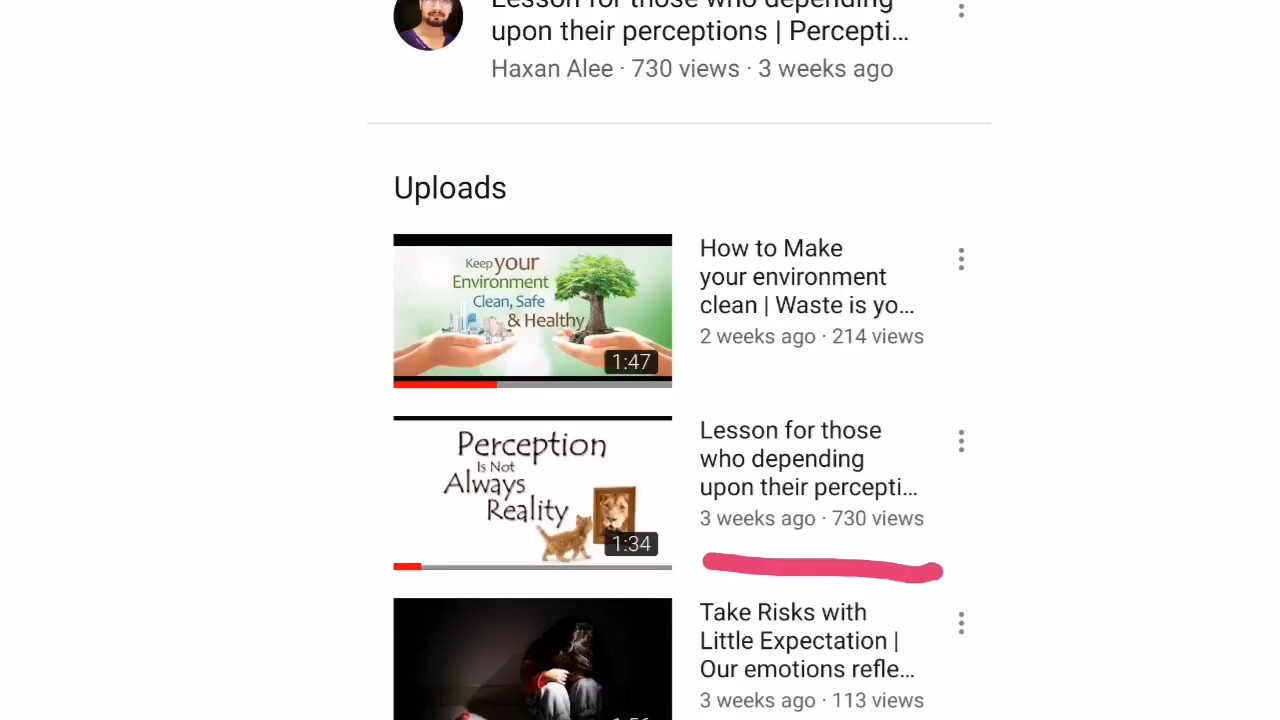 Lesson for those who depending
upon their perceptions | Percepti...
Haxan Alee · 730 views · 3 weeks ago
Uploads
Keep your
Environment
Clean, Safe
& Healthy
1:47
How to Make
your environment
clean | Waste is yo...
2 weeks ago · 214 views
Perception
Is Not
Always
Reality
1:34
Lesson for those
who depending
upon their percepti...
3 weeks ago · 730 views
Take Risks with
Little Expectation |
Our emotions refle...
3 weeks ago · 113 views